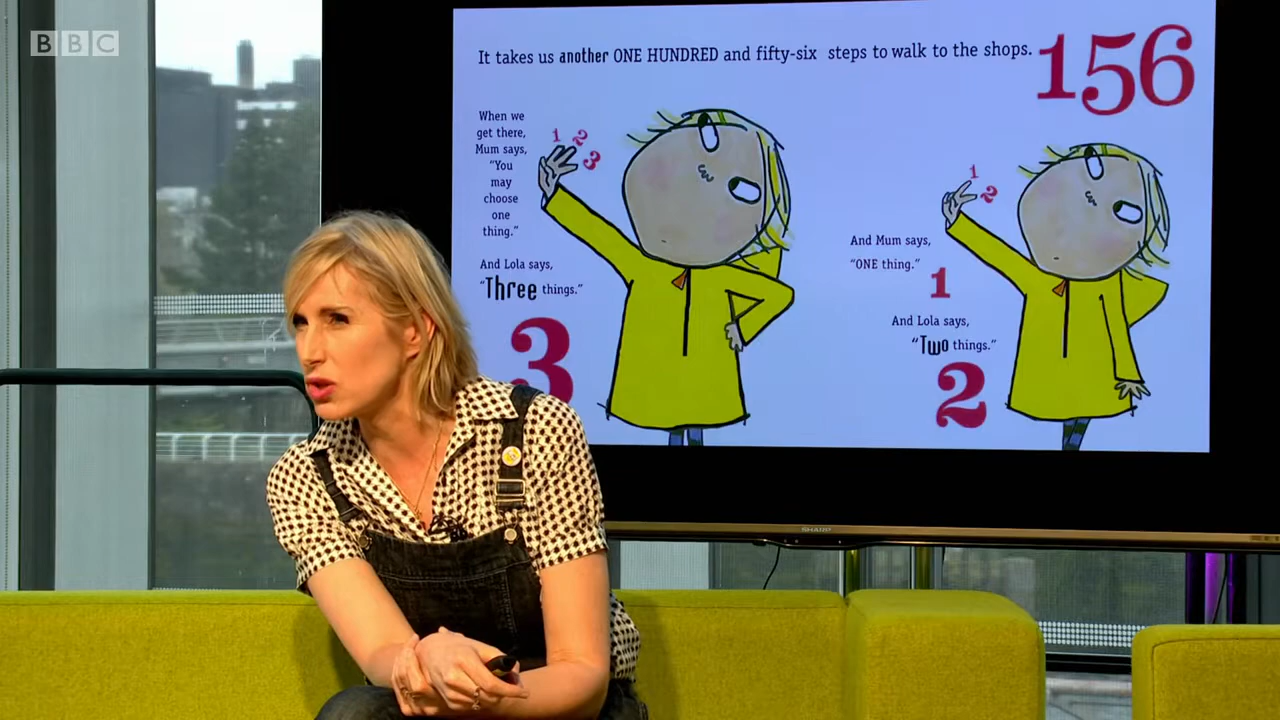 BBC
It takes us another ONE HUNDRED and fifty-six steps to walk to the shops.
156
When we
get there,
Mum says,
"You
may
choose
one
thing."
1 2 3
And Lola says,
"Three things."
3
1 2
And Mum says,
"ONE thing."
1
And Lola says,
"Two things."
2
SHARP